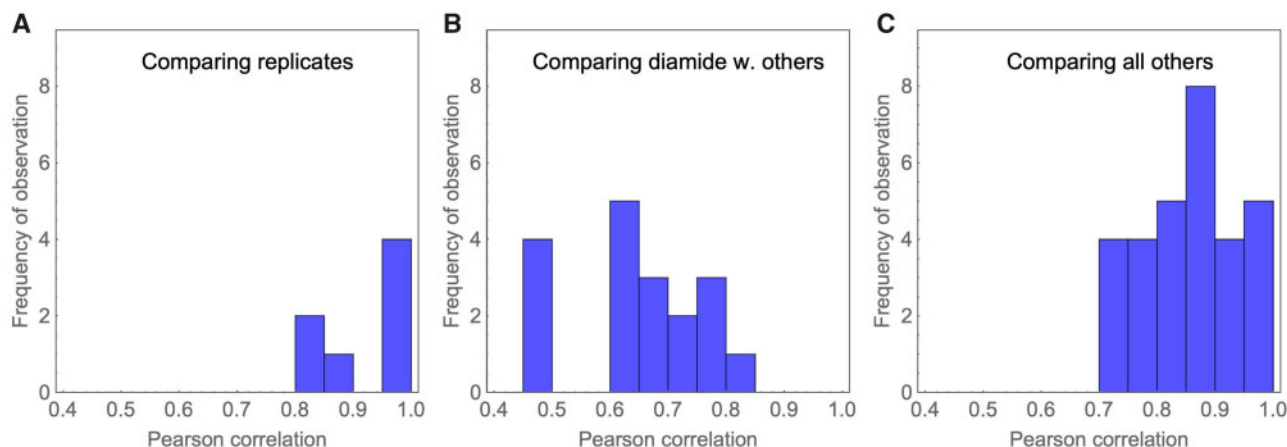 A
Comparing replicates
Frequency of observation
8
6
4
2
0
0.4 0.5 0.6 0.7 0.8 0.9 1.0
Pearson correlation
B
Comparing diamide w. others
Frequency of observation
8
6
4
2
0
0.4 0.5 0.6 0.7 0.8 0.9 1.0
Pearson correlation
C
Comparing all others
Frequency of observation
8
6
4
2
0
0.4 0.5 0.6 0.7 0.8 0.9 1.0
Pearson correlation